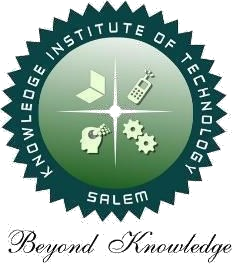 KNOWLEDGE INSTITUTE OF TECHNOLOGY
SALEM
Beyond Knowledge